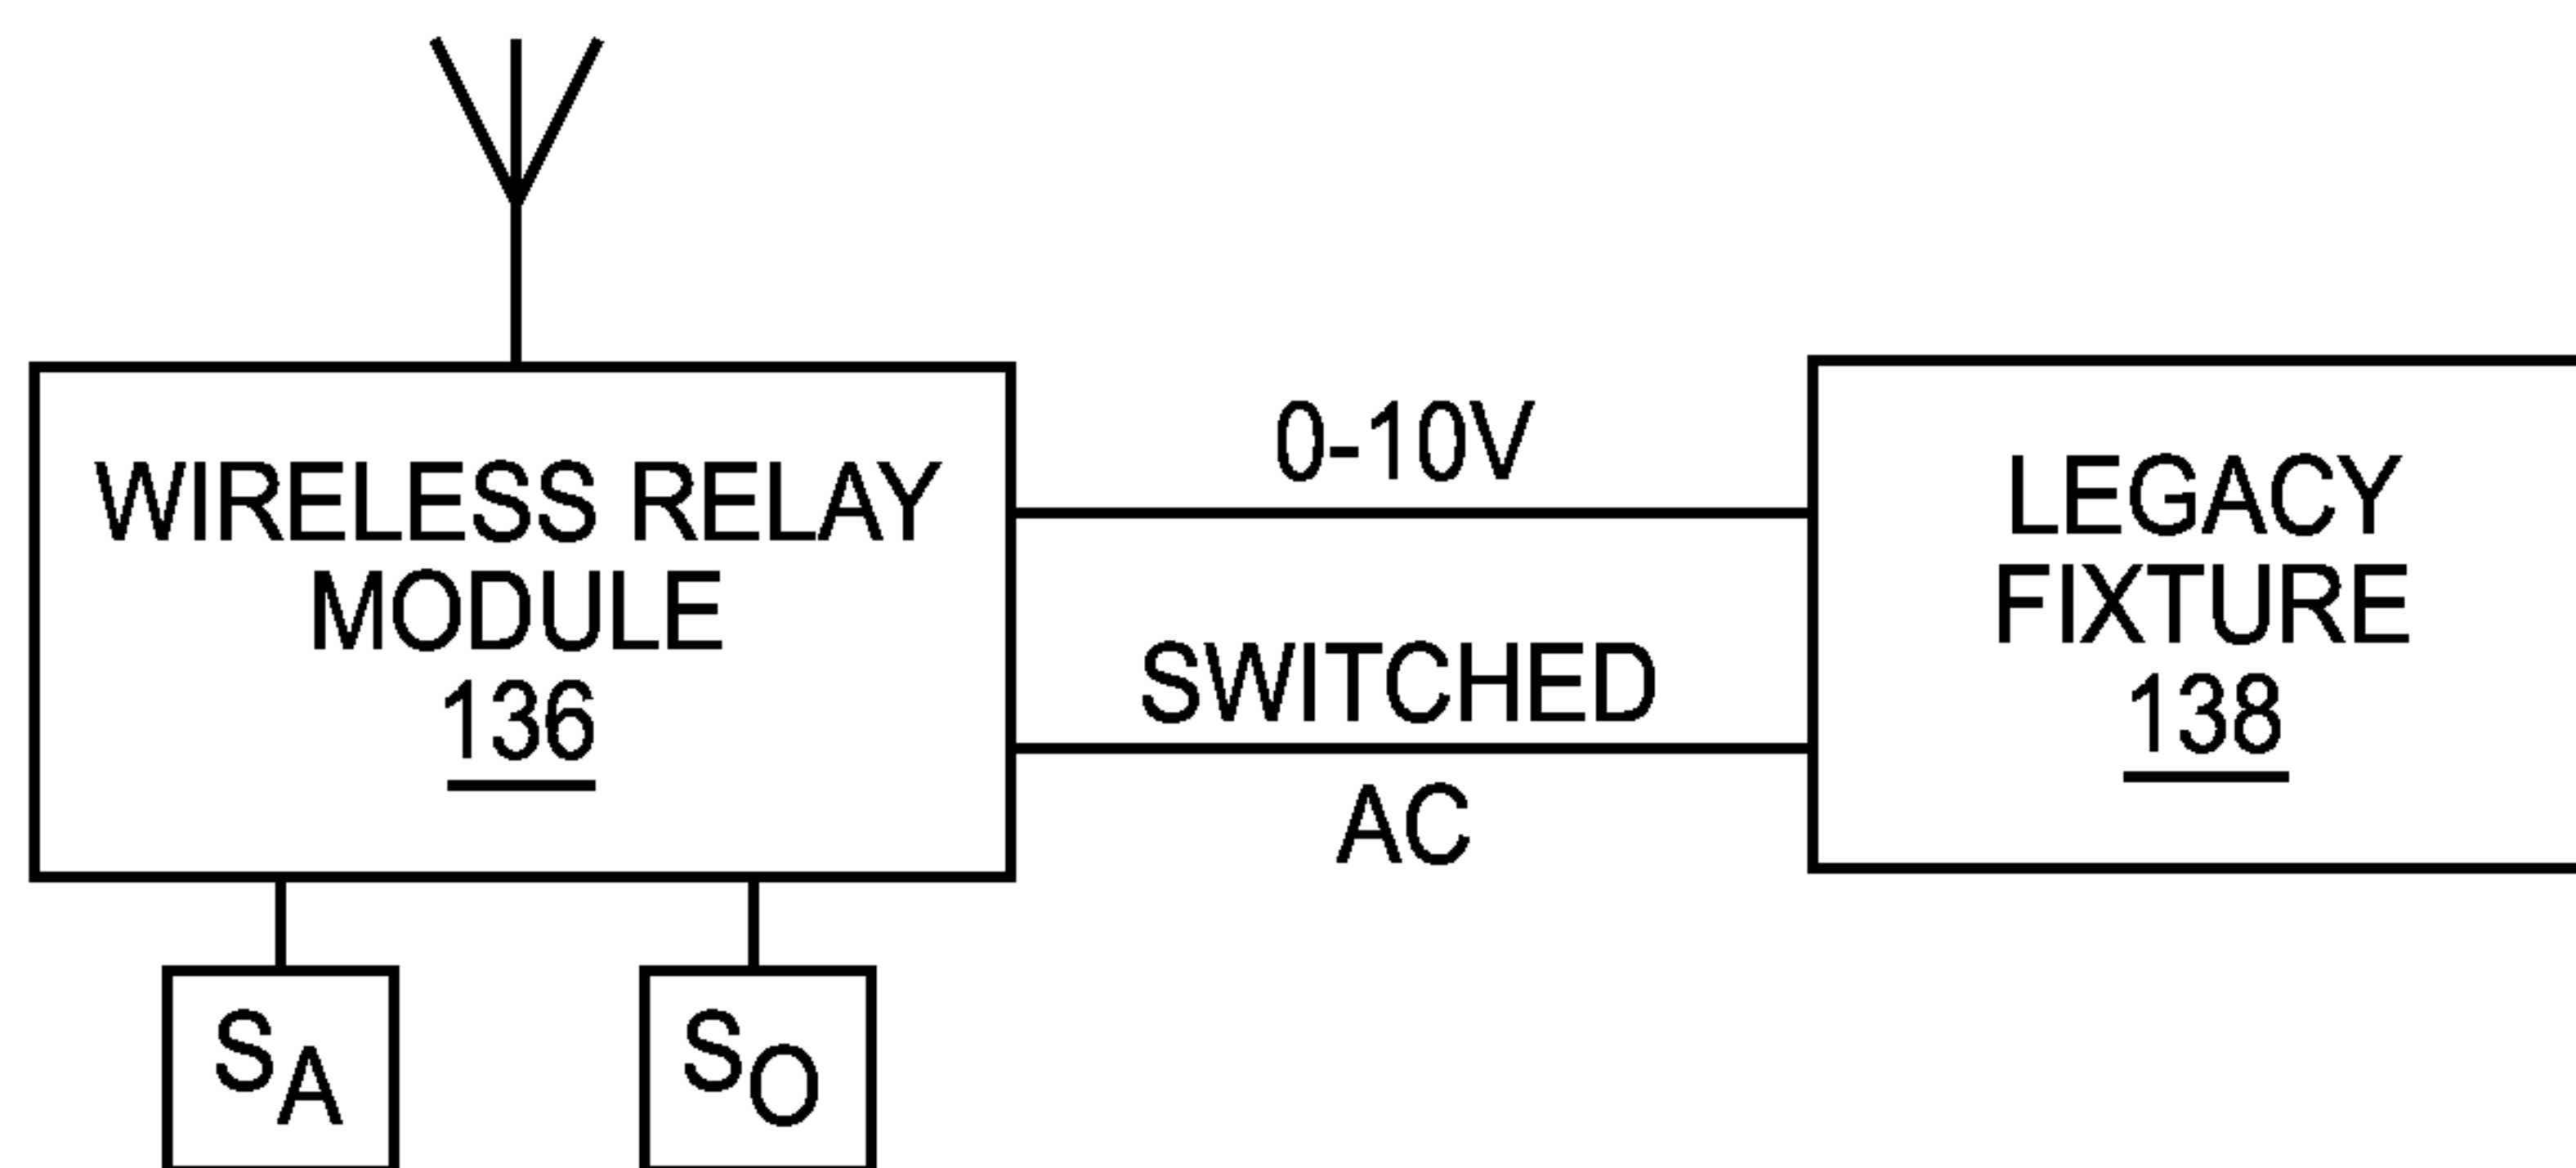 WIRELESS RELAY
MODULE
136
0-10V
SWITCHED
AC
LEGACY
FIXTURE
138
SA
SO